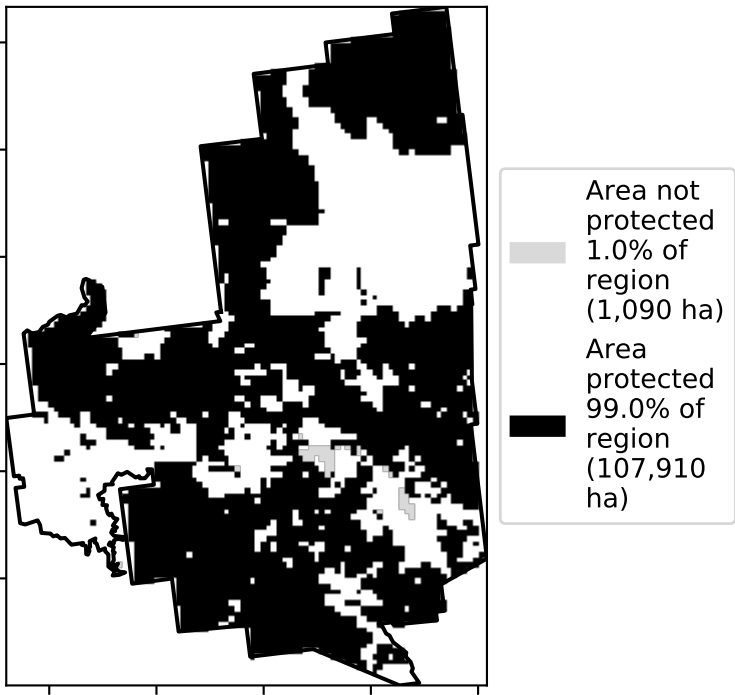 Area not
protected
1.0% of
region
(1,090 ha)
Area
protected
99.0% of
region
(107,910
ha)